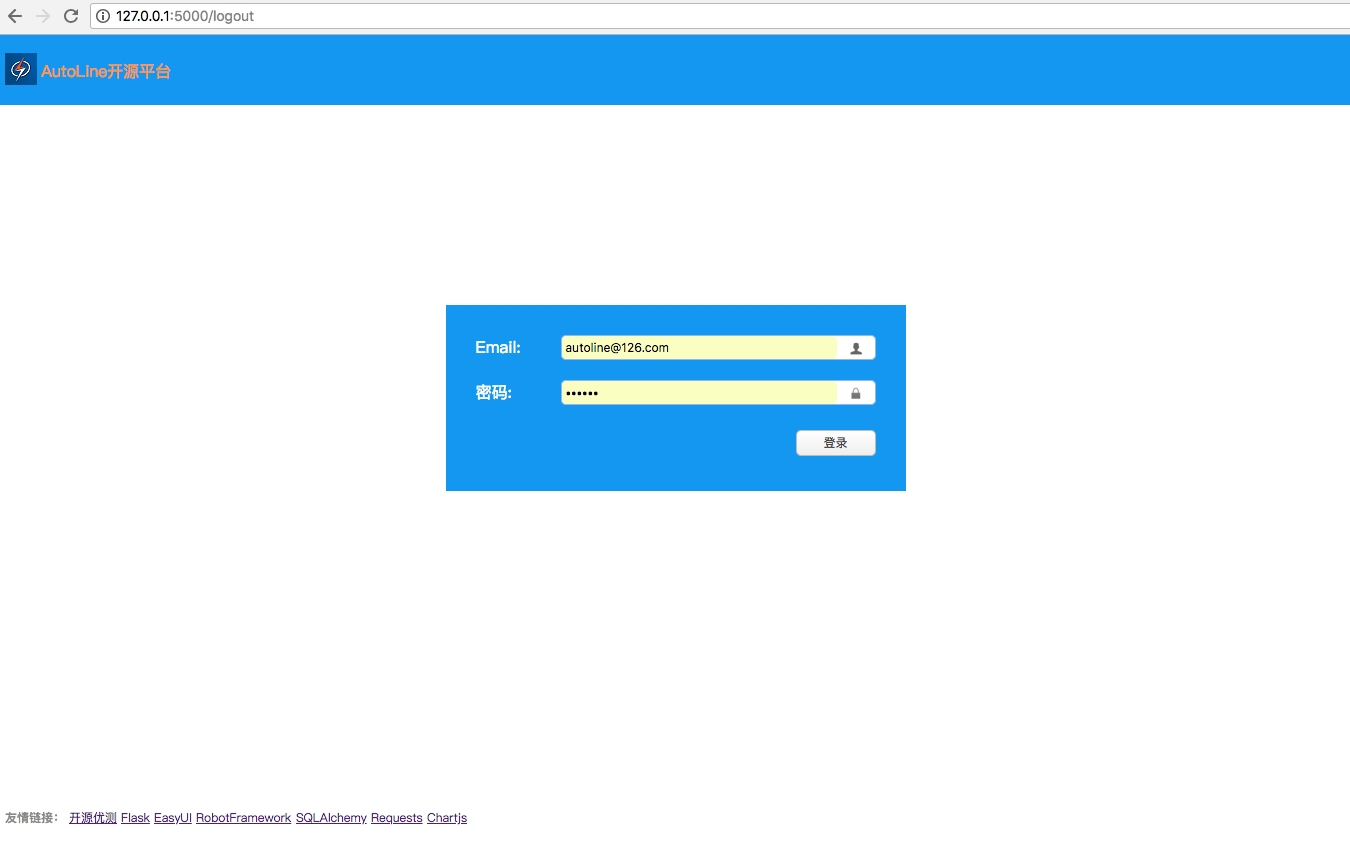 127.0.0.1:5000/logout
AutoLine开源平台
Email: autoline@126.com
密码: ••••••
登录
友情链接: 开源优测 Flask EasyUI RobotFramework SQLAlchemy Requests Chartjs